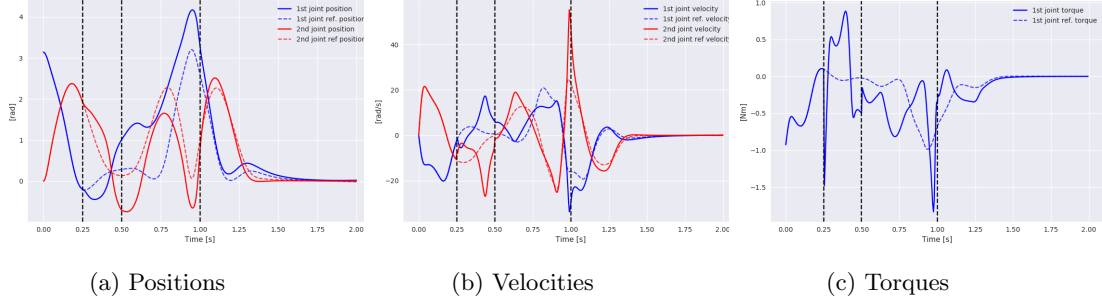 1st joint position
1st joint ref. position
2nd joint position
2nd joint ref position
4
3
2
1
0
[rad]
0.00 0.25 0.50 0.75 1.00 1.25 1.50 1.75 2.00
Time [s]
(a) Positions
1st joint velocity
1st joint ref. velocity
2nd joint velocity
2nd joint ref velocity
40
20
0
−20
[rad/s]
0.00 0.25 0.50 0.75 1.00 1.25 1.50 1.75 2.00
Time [s]
(b) Velocities
1st joint torque
1st joint ref. torque
1.0
0.5
0.0
−0.5
−1.0
−1.5
[Nm]
0.00 0.25 0.50 0.75 1.00 1.25 1.50 1.75 2.00
Time [s]
(c) Torques